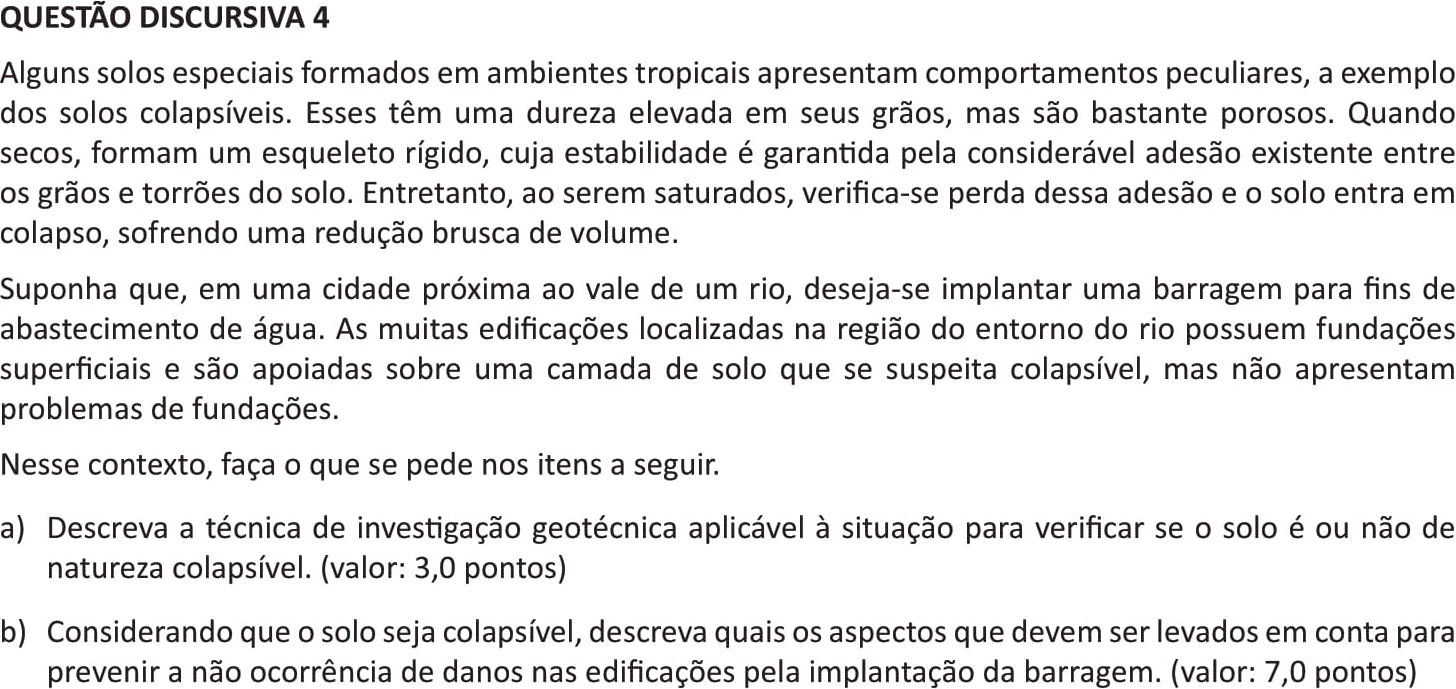 QUESTÃO DISCURSIVA 4
Alguns solos especiais formados em ambientes tropicais apresentam comportamentos peculiares, a exemplo
dos solos colapsíveis. Esses têm uma dureza elevada em seus grãos, mas são bastante porosos. Quando
secos, formam um esqueleto rígido, cuja estabilidade é garantida pela considerável adesão existente entre
os grãos e torrões do solo. Entretanto, ao serem saturados, verifica-se perda dessa adesão e o solo entra em
colapso, sofrendo uma redução brusca de volume.
Suponha que, em uma cidade próxima ao vale de um rio, deseja-se implantar uma barragem para fins de
abastecimento de água. As muitas edificações localizadas na região do entorno do rio possuem fundações
superficiais e são apoiadas sobre uma camada de solo que se suspeita colapsível, mas não apresentam
problemas de fundações.
Nesse contexto, faça o que se pede nos itens a seguir.
a) Descreva a técnica de investigação geotécnica aplicável à situação para verificar se o solo é ou não de
natureza colapsível. (valor: 3,0 pontos)
b) Considerando que o solo seja colapsível, descreva quais os aspectos que devem ser levados em conta para
prevenir a não ocorrência de danos nas edificações pela implantação da barragem. (valor: 7,0 pontos)